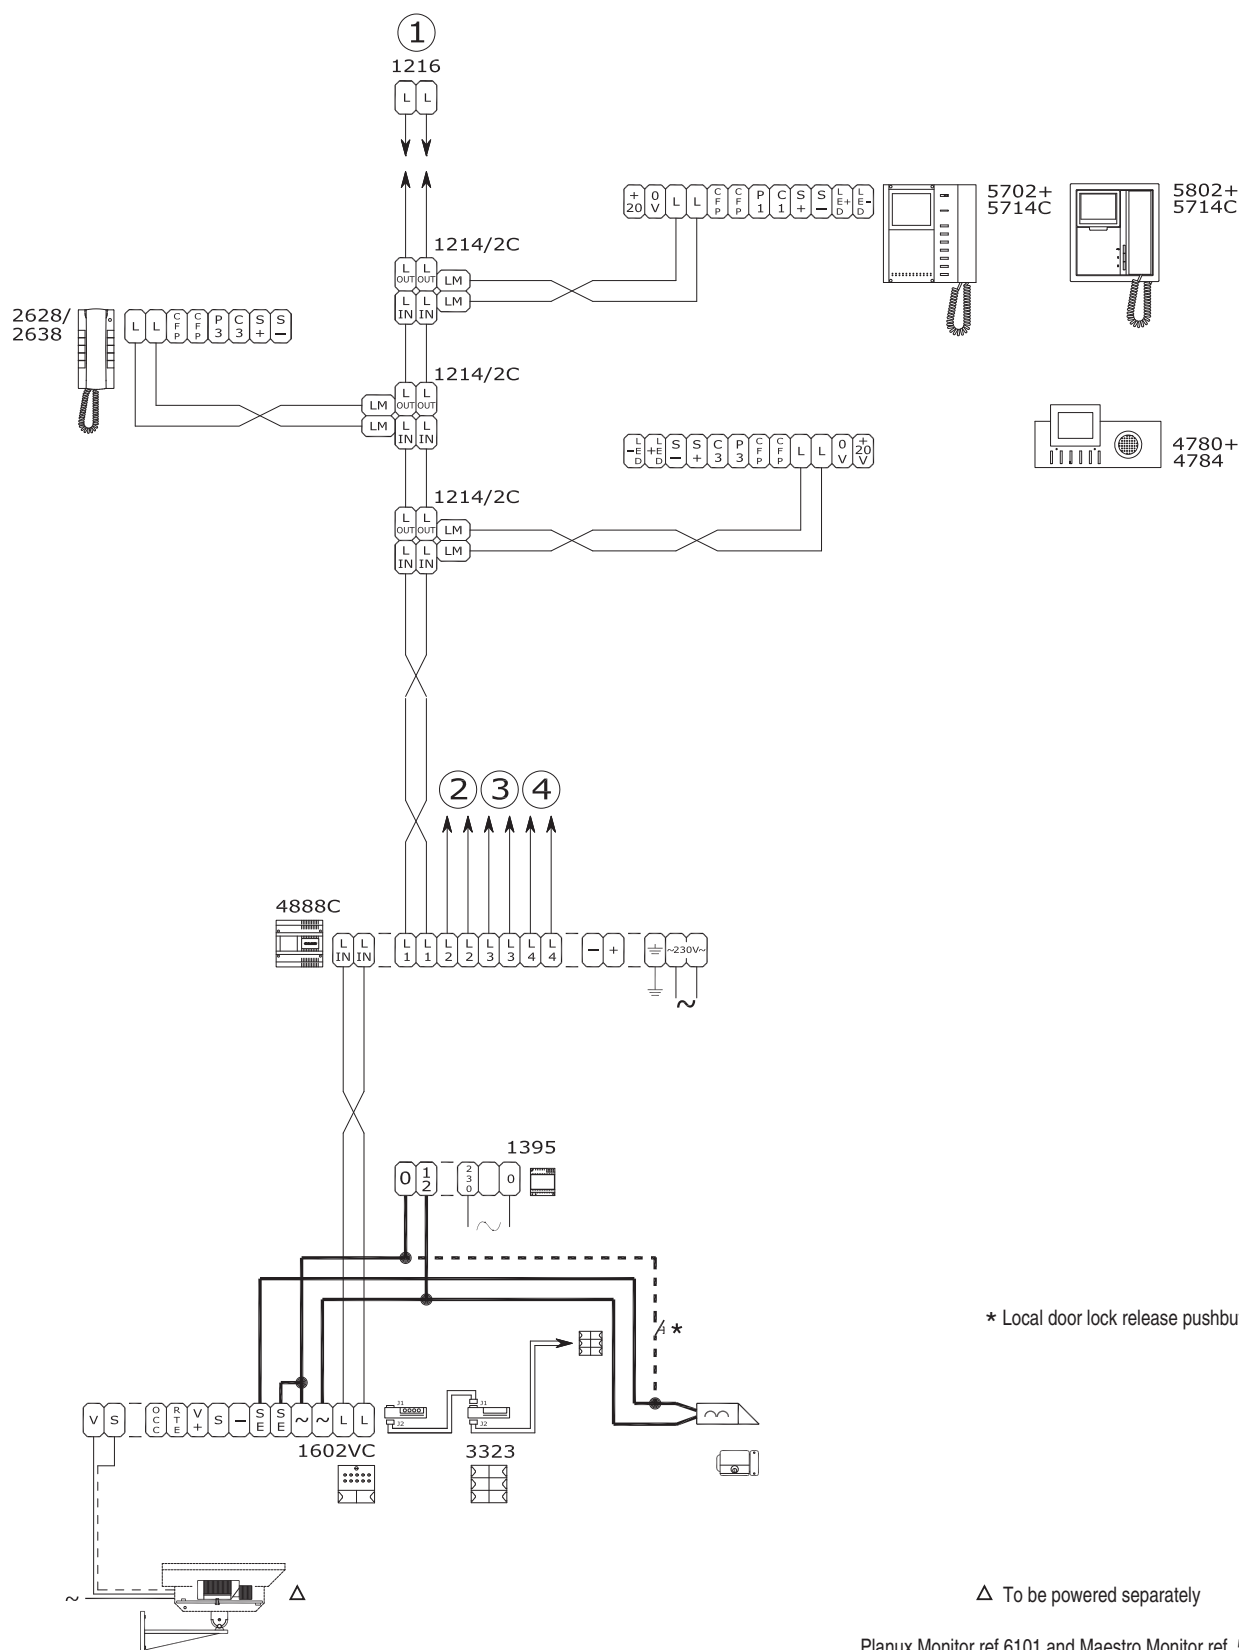 1
1216
L L
+20 0V L L CFP CFP P1 C1 S+ S- LED+ LED-
5702+
5714C
5802+
5714C
1214/2C
L OUT L OUT LM
L IN L IN LM
2628/
2638
L L CFP CFP P3 C3 S+ S-
1214/2C
LM L OUT L OUT
LM L IN L IN
-LED +LED S- S+ C3 P3 CFP CFP L L 0V +20V
4780+
4784
1214/2C
L OUT L OUT LM
L IN L IN LM
2 3 4
4888C
L IN L IN L1 L1 L2 L2 L3 L3 L4 L4 - + ~230V~
~
1395
0 12 230 0
*
* Local door lock release pushbu
V S OCC RTE V+ S - SE SE ~ ~ L L
J1 J1
J2 J2
1602VC
3323
~ Δ
Δ To be powered separately
Planux Monitor ref.6101 and Maestro Monitor ref.